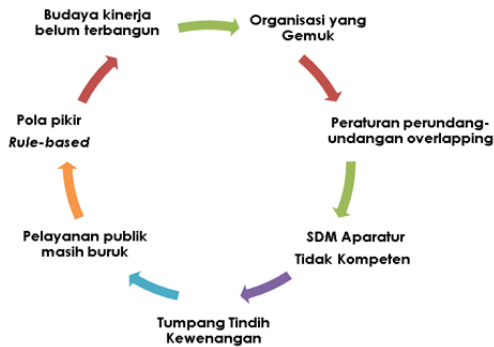 Budaya kinerja
belum terbangun
Organisasi yang
Gemuk
Peraturan perundang-
undangan overlapping
SDM Aparatur
Tidak Kompeten
Tumpang Tindih
Kewenangan
Pelayanan publik
masih buruk
Pola pikir
Rule-based